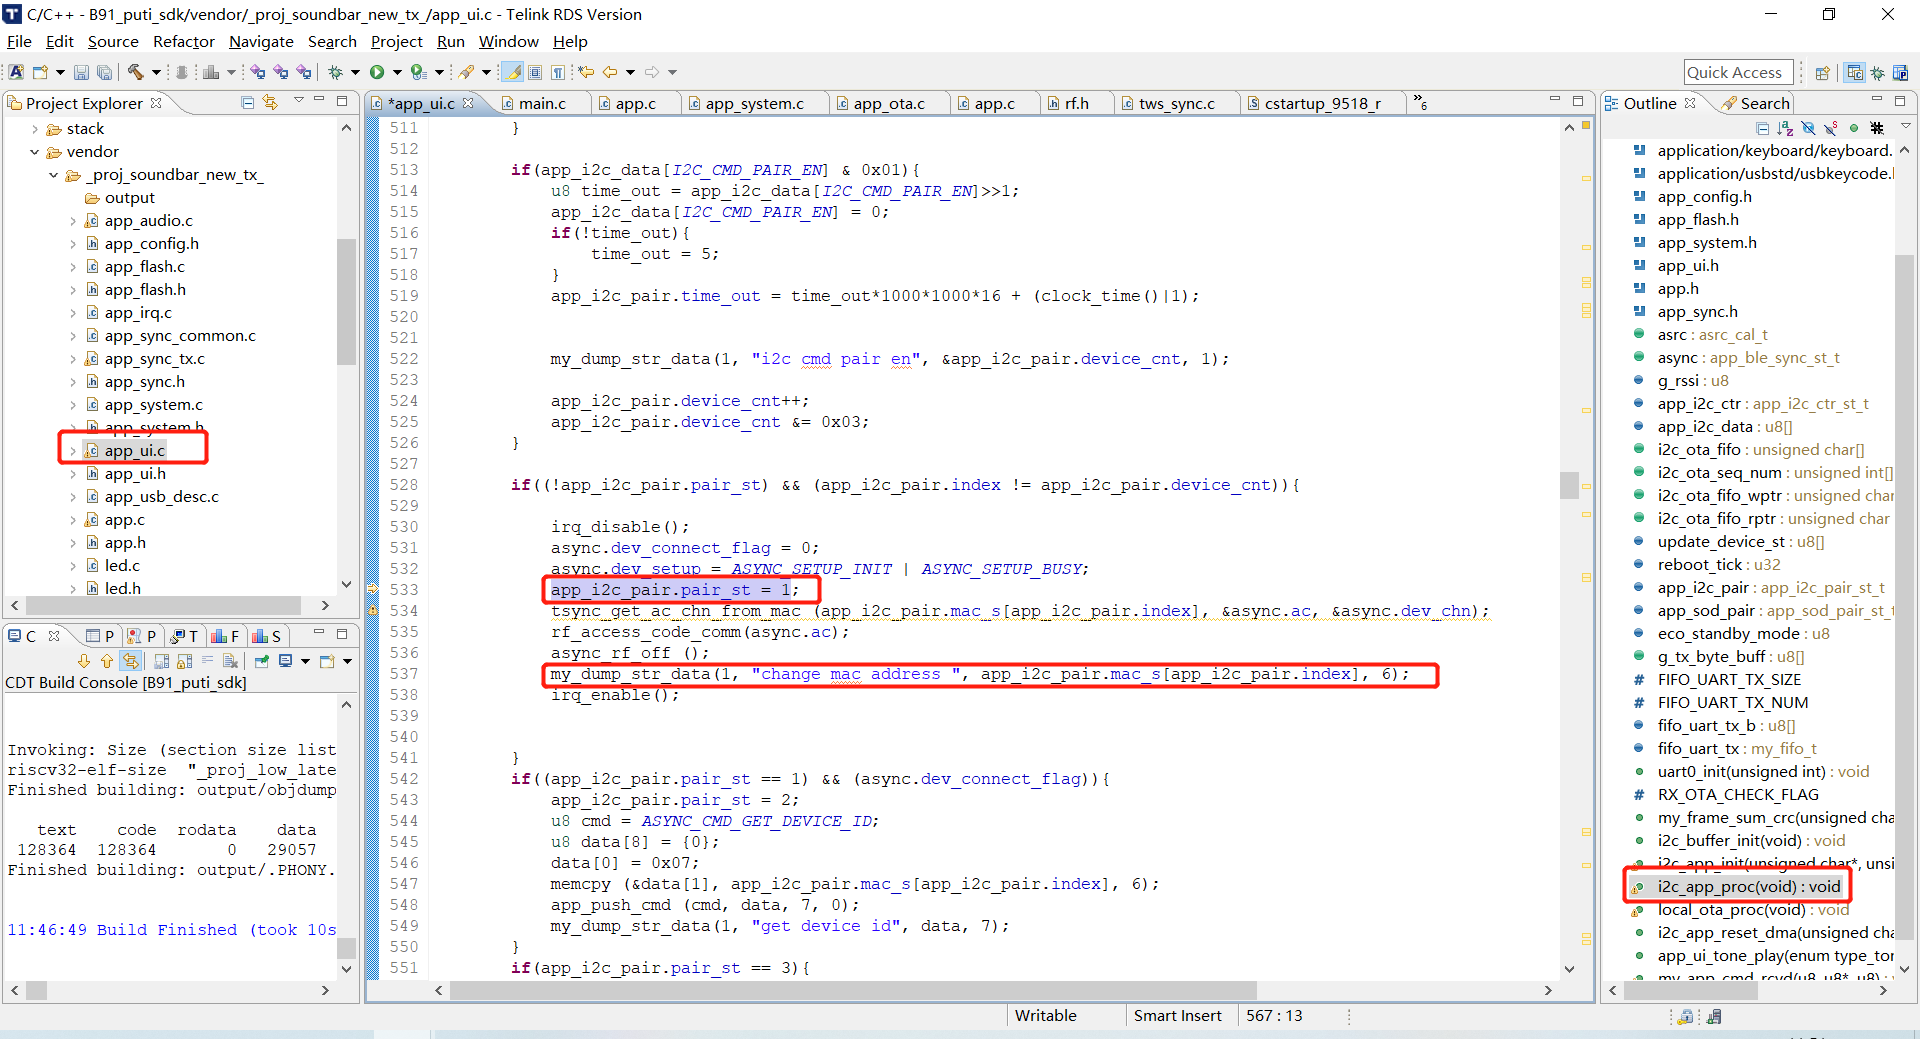 C/C++ - B91_puti_sdk/vendor/_proj_soundbar_new_tx_/app_ui.c - Telink RDS Version
File Edit Source Refactor Navigate Search Project Run Window Help
Quick Access
Project Explorer
stack
vendor
_proj_soundbar_new_tx_
output
app_audio.c
app_config.h
app_flash.c
app_flash.h
app_irq.c
app_sync_common.c
app_sync_tx.c
app_sync.h
app_system.c
app_system.h
app_ui.c
app_ui.h
app_usb_desc.c
app.c
app.h
led.c
led.h
C P P T F S
CDT Build Console [B91_puti_sdk]
Invoking: Size (section size list
riscv32-elf-size "_proj_low_late
Finished building: output/objdump
text code rodata data
128364 128364 0 29057
Finished building: output/.PHONY.
11:46:49 Build Finished (took 10s
*app_ui.c main.c app.c app_system.c app_ota.c app.c rf.h tws_sync.c cstartup_9518_r »6
511 }
512
513 if(app_i2c_data[I2C_CMD_PAIR_EN] & 0x01){
514 u8 time_out = app_i2c_data[I2C_CMD_PAIR_EN]>>1;
515 app_i2c_data[I2C_CMD_PAIR_EN] = 0;
516 if(!time_out){
517 time_out = 5;
518 }
519 app_i2c_pair.time_out = time_out*1000*1000*16 + (clock_time()|1);
520
521
522 my_dump_str_data(1, "i2c cmd pair en", &app_i2c_pair.device_cnt, 1);
523
524 app_i2c_pair.device_cnt++;
525 app_i2c_pair.device_cnt &= 0x03;
526 }
527
528 if((!app_i2c_pair.pair_st) && (app_i2c_pair.index != app_i2c_pair.device_cnt)){
529
530 irq_disable();
531 async.dev_connect_flag = 0;
532 async.dev_setup = ASYNC_SETUP_INIT | ASYNC_SETUP_BUSY;
533 app_i2c_pair.pair_st = 1;
534 tsync_get_ac_chn_from_mac (app_i2c_pair.mac_s[app_i2c_pair.index], &async.ac, &async.dev_chn);
535 rf_access_code_comm(async.ac);
536 async_rf_off ();
537 my_dump_str_data(1, "change mac address ", app_i2c_pair.mac_s[app_i2c_pair.index], 6);
538 irq_enable();
539
540
541 }
542 if((app_i2c_pair.pair_st == 1) && (async.dev_connect_flag)){
543 app_i2c_pair.pair_st = 2;
544 u8 cmd = ASYNC_CMD_GET_DEVICE_ID;
545 u8 data[8] = {0};
546 data[0] = 0x07;
547 memcpy (&data[1], app_i2c_pair.mac_s[app_i2c_pair.index], 6);
548 app_push_cmd (cmd, data, 7, 0);
549 my_dump_str_data(1, "get device id", data, 7);
550 }
551 if(app_i2c_pair.pair_st == 3){
Outline Search
application/keyboard/keyboard.
application/usbstd/usbkeycode.
app_config.h
app_flash.h
app_system.h
app_ui.h
app.h
app_sync.h
asrc : asrc_cal_t
async : app_ble_sync_st_t
g_rssi : u8
app_i2c_ctr : app_i2c_ctr_st_t
app_i2c_data : u8[]
i2c_ota_fifo : unsigned char[]
i2c_ota_seq_num : unsigned int[]
i2c_ota_fifo_wptr : unsigned char
i2c_ota_fifo_rptr : unsigned char
update_device_st : u8[]
reboot_tick : u32
app_i2c_pair : app_i2c_pair_st_t
app_sod_pair : app_sod_pair_st_t
eco_standby_mode : u8
g_tx_byte_buff : u8[]
# FIFO_UART_TX_SIZE
# FIFO_UART_TX_NUM
fifo_uart_tx_b : u8[]
fifo_uart_tx : my_fifo_t
uart0_init(unsigned int) : void
# RX_OTA_CHECK_FLAG
my_frame_sum_crc(unsigned cha
i2c_buffer_init(void) : void
i2c_app_init(unsigned char*, unsi
i2c_app_proc(void) : void
local_ota_proc(void) : void
i2c_app_reset_dma(unsigned cha
app_ui_tone_play(enum type_tor
my_app_cmd_rcvd(u8, u8*, u8) :
Writable Smart Insert 567 : 13